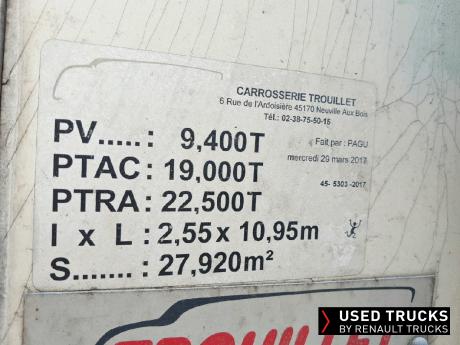 CARROSSERIE TROUILLET
6 Rue de l'Ardoisière 45170 Neuville Aux Bois
Tél.: 02-38-75-50-15
PV.....: 9,400T
Fait par : PAGU
mercredi 29 mars 2017
PTAC : 19,000T
45- 5303 -2017
PTRA : 22,500T
l x L : 2,55 x 10,95m
S.......: 27,920m²
TROUILLET
USED TRUCKS
BY RENAULT TRUCKS